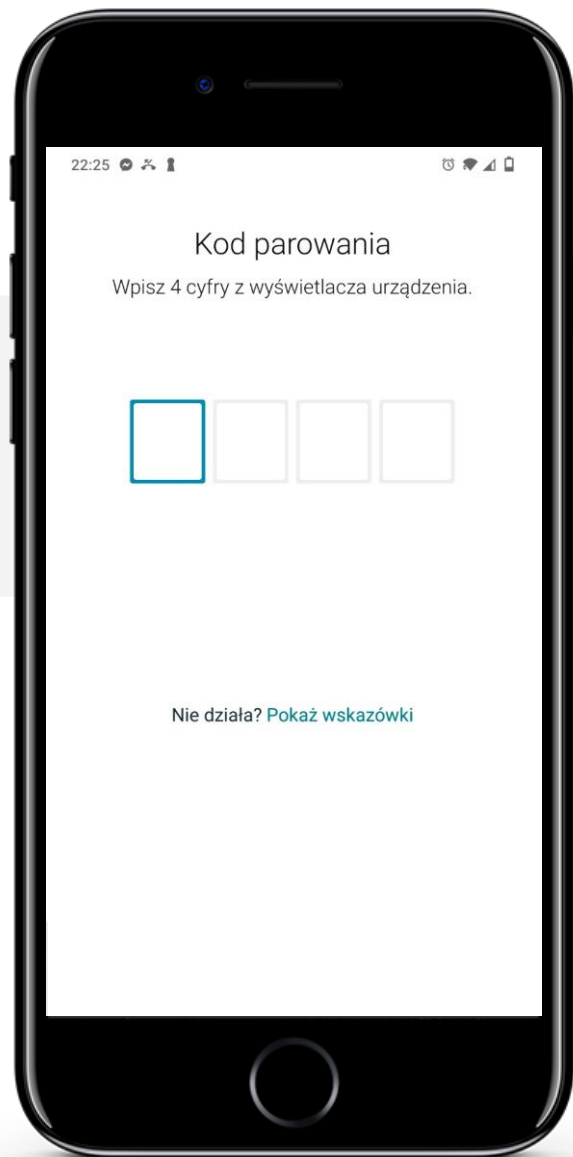 22:25
Kod parowania
Wpisz 4 cyfry z wyświetlacza urządzenia.
Nie działa? Pokaż wskazówki